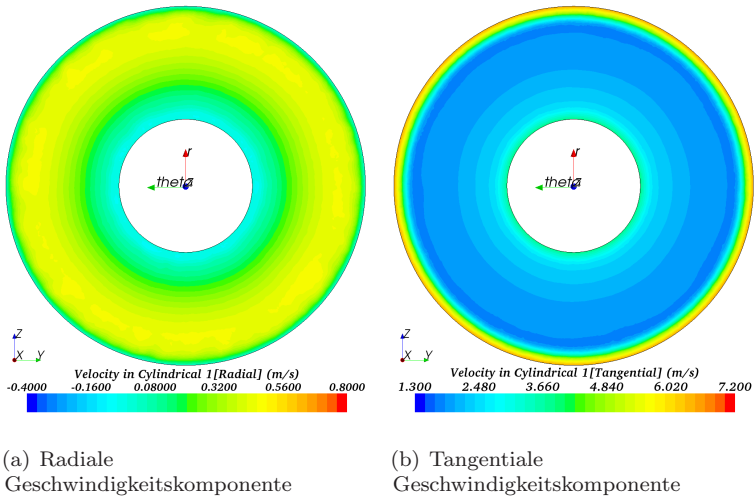 r
theta
Z
Z
X Y
Velocity in Cylindrical 1[Radial] (m/s)
-0.4000 -0.1600 0.08000 0.3200 0.5600 0.8000
(a) Radiale
Geschwindigkeitskomponente
r
theta
Z
Z
X Y
Velocity in Cylindrical 1[Tangential] (m/s)
1.300 2.480 3.660 4.840 6.020 7.200
(b) Tangentiale
Geschwindigkeitskomponente